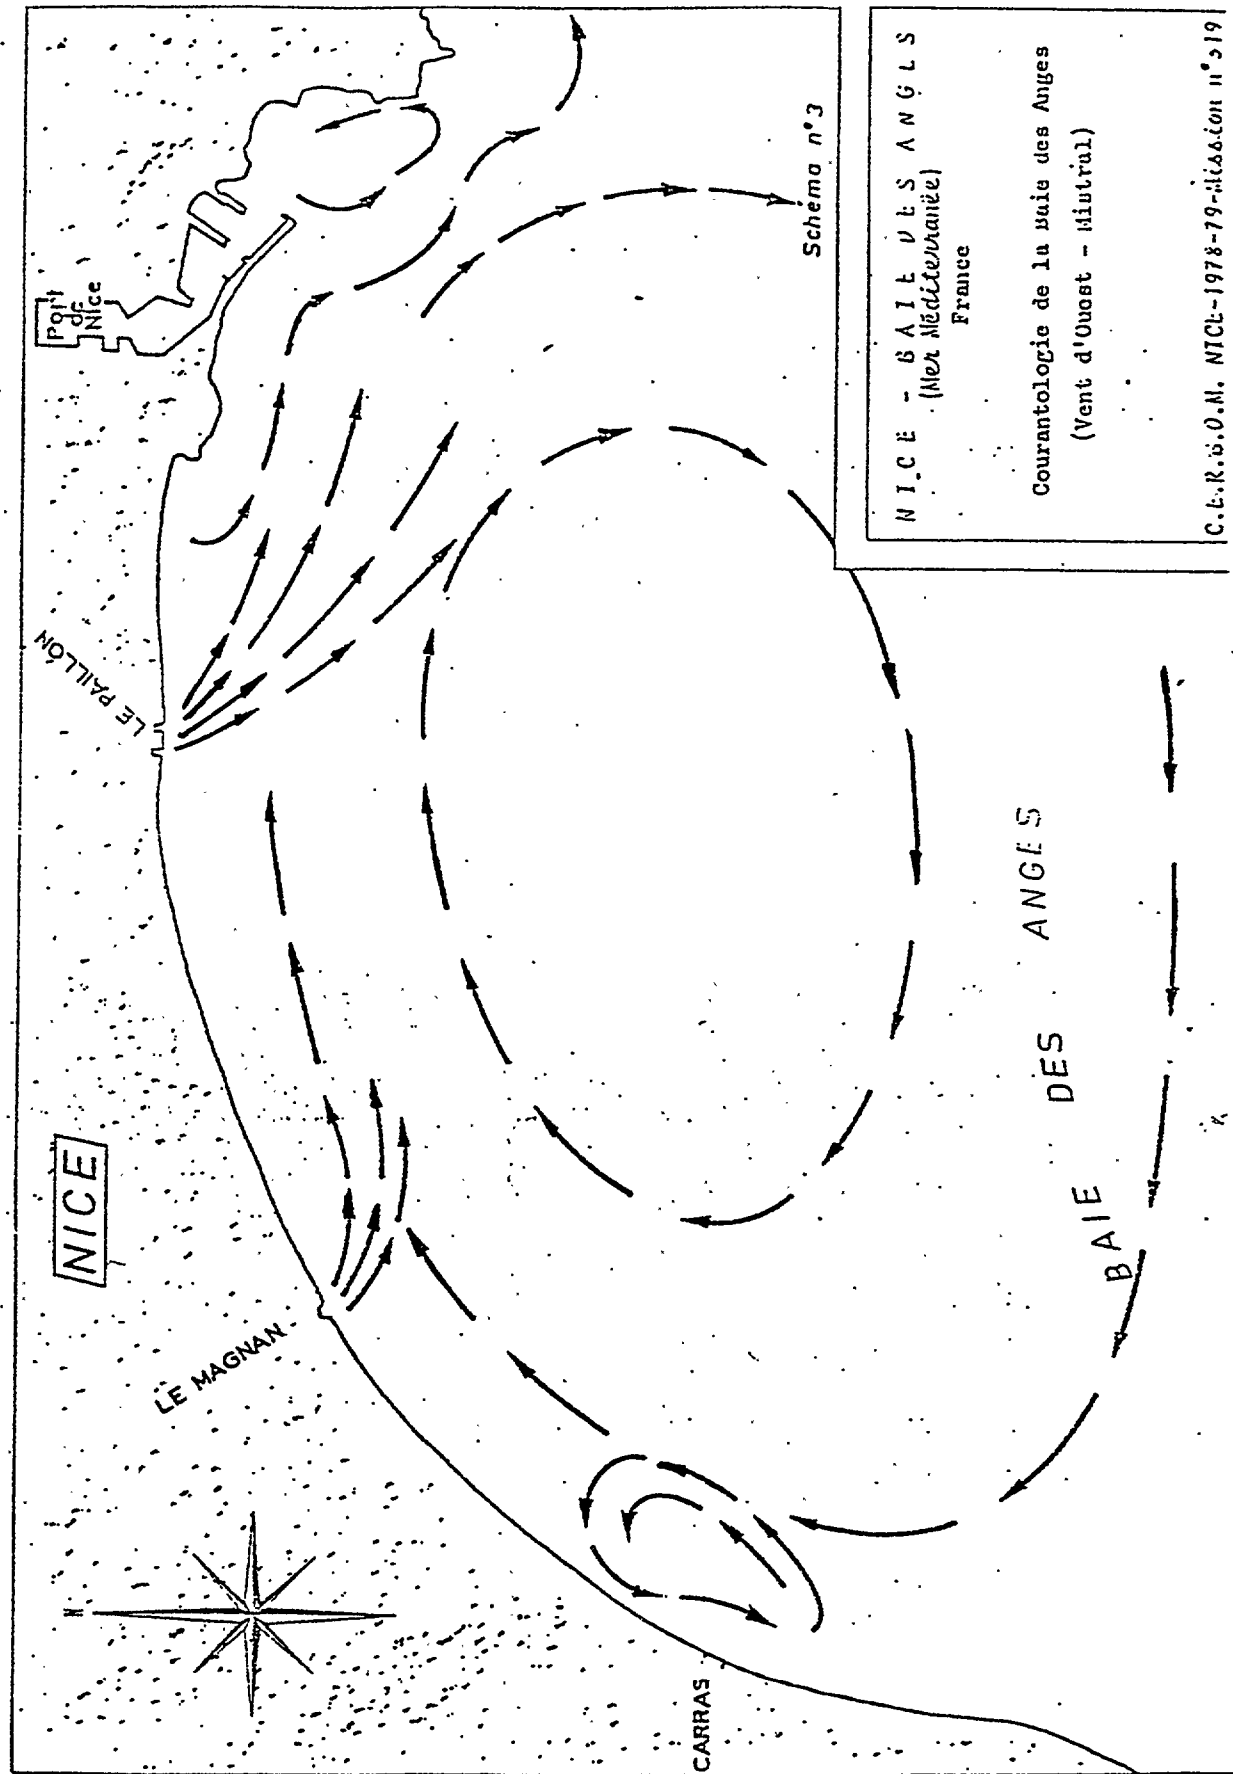 Port
de
Nice
LE PAILLON
NICE
LE MAGNAN
N
CARRAS
BAIE DES ANGES
Schéma n°3
NICE - BAIE DES ANGES
(Mer Méditerranée)
France
Courantologie de la Baie des Anges
(Vent d'Ouest - Mistral)
C.E.R.B.O.M. NICE-1978-79-Mission n°